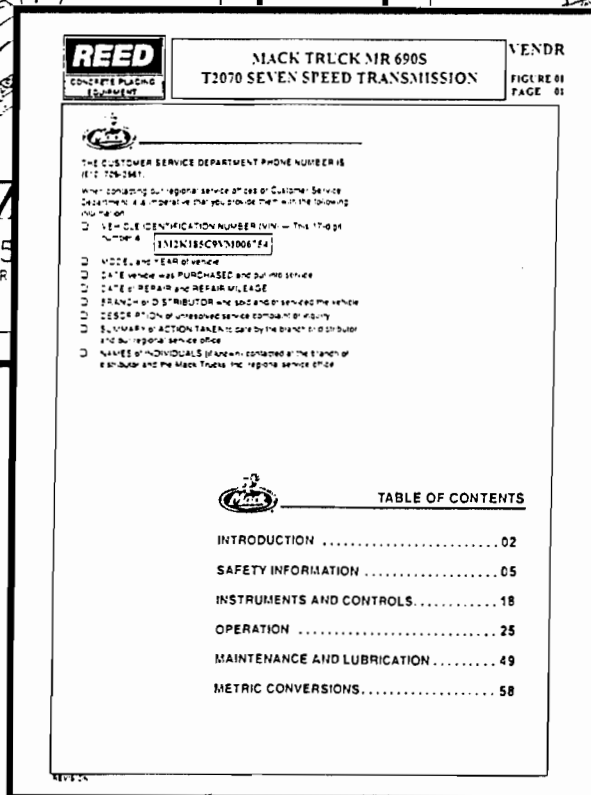 REED
CONCRETE PLACING
EQUIPMENT
MACK TRUCK MR 690S
T2070 SEVEN SPEED TRANSMISSION
VENDR
FIGURE 01
PAGE 01
Mack
THE CUSTOMER SERVICE DEPARTMENT PHONE NUMBER IS
When contacting our regional service offices or Customer Service
Department it is imperative that you provide them with the following
information
VEHICLE IDENTIFICATION NUMBER (VIN) — This 17-digit
number is
1M2K185C9VM006754
MODEL and YEAR of vehicle
DATE vehicle was PURCHASED and put into service
DATE of REPAIR and REPAIR MILEAGE
BRANCH or DISTRIBUTOR who sold and/or serviced the vehicle
DESCRIPTION of unresolved service complaint or inquiry
SUMMARY of ACTION TAKEN to date by the branch or distributor
and our regional service office
NAMES of INDIVIDUALS (if known) contacted at the branch or
distributor and the Mack Trucks, Inc. regional service office
Mack
TABLE OF CONTENTS
INTRODUCTION ......................... 02
SAFETY INFORMATION ................... 05
INSTRUMENTS AND CONTROLS............ 18
OPERATION ............................ 25
MAINTENANCE AND LUBRICATION ......... 49
METRIC CONVERSIONS................... 58
REVISION